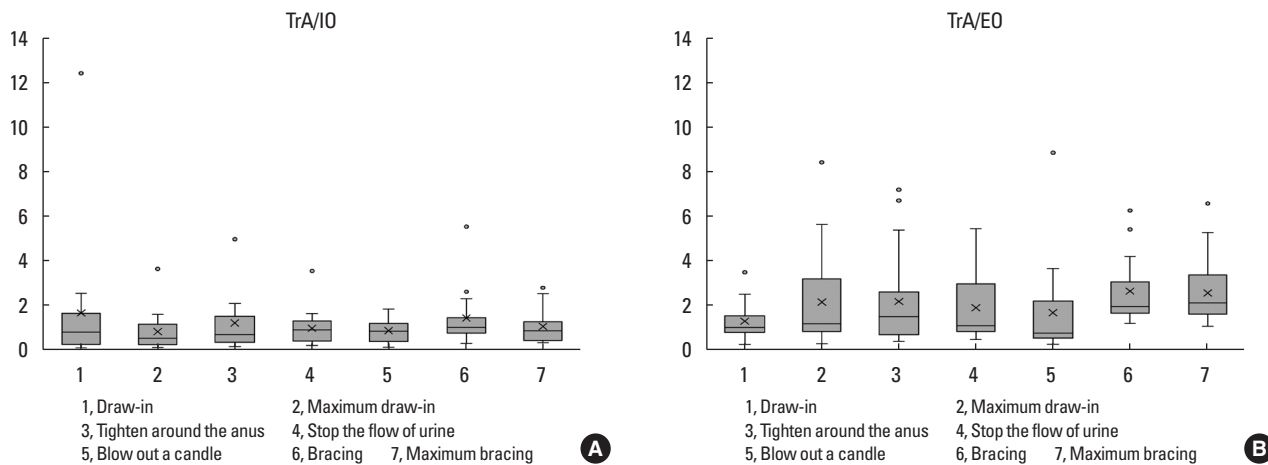 TrA/IO
14
12
10
8
6
4
2
0
1 2 3 4 5 6 7
1, Draw-in 2, Maximum draw-in
3, Tighten around the anus 4, Stop the flow of urine
5, Blow out a candle 6, Bracing 7, Maximum bracing
A
TrA/EO
14
12
10
8
6
4
2
0
1 2 3 4 5 6 7
1, Draw-in 2, Maximum draw-in
3, Tighten around the anus 4, Stop the flow of urine
5, Blow out a candle 6, Bracing 7, Maximum bracing
B